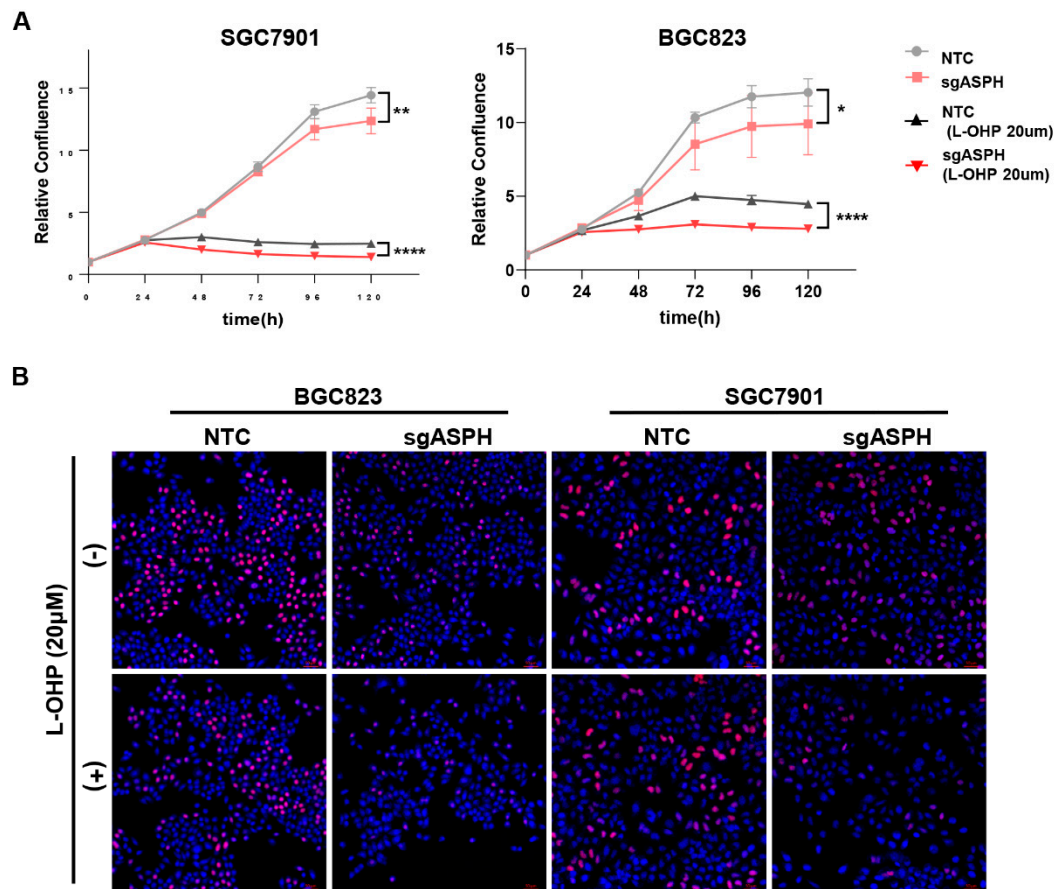 A
SGC7901
Relative Confluence
15
10
5
0
0 24 48 72 96 120
time(h)
**
****
BGC823
Relative Confluence
15
10
5
0
0 24 48 72 96 120
time(h)
*
****
NTC
sgASPH
NTC
(L-OHP 20um)
sgASPH
(L-OHP 20um)
B
BGC823 SGC7901
NTC sgASPH NTC sgASPH
L-OHP (20μM)
(-)
(+)